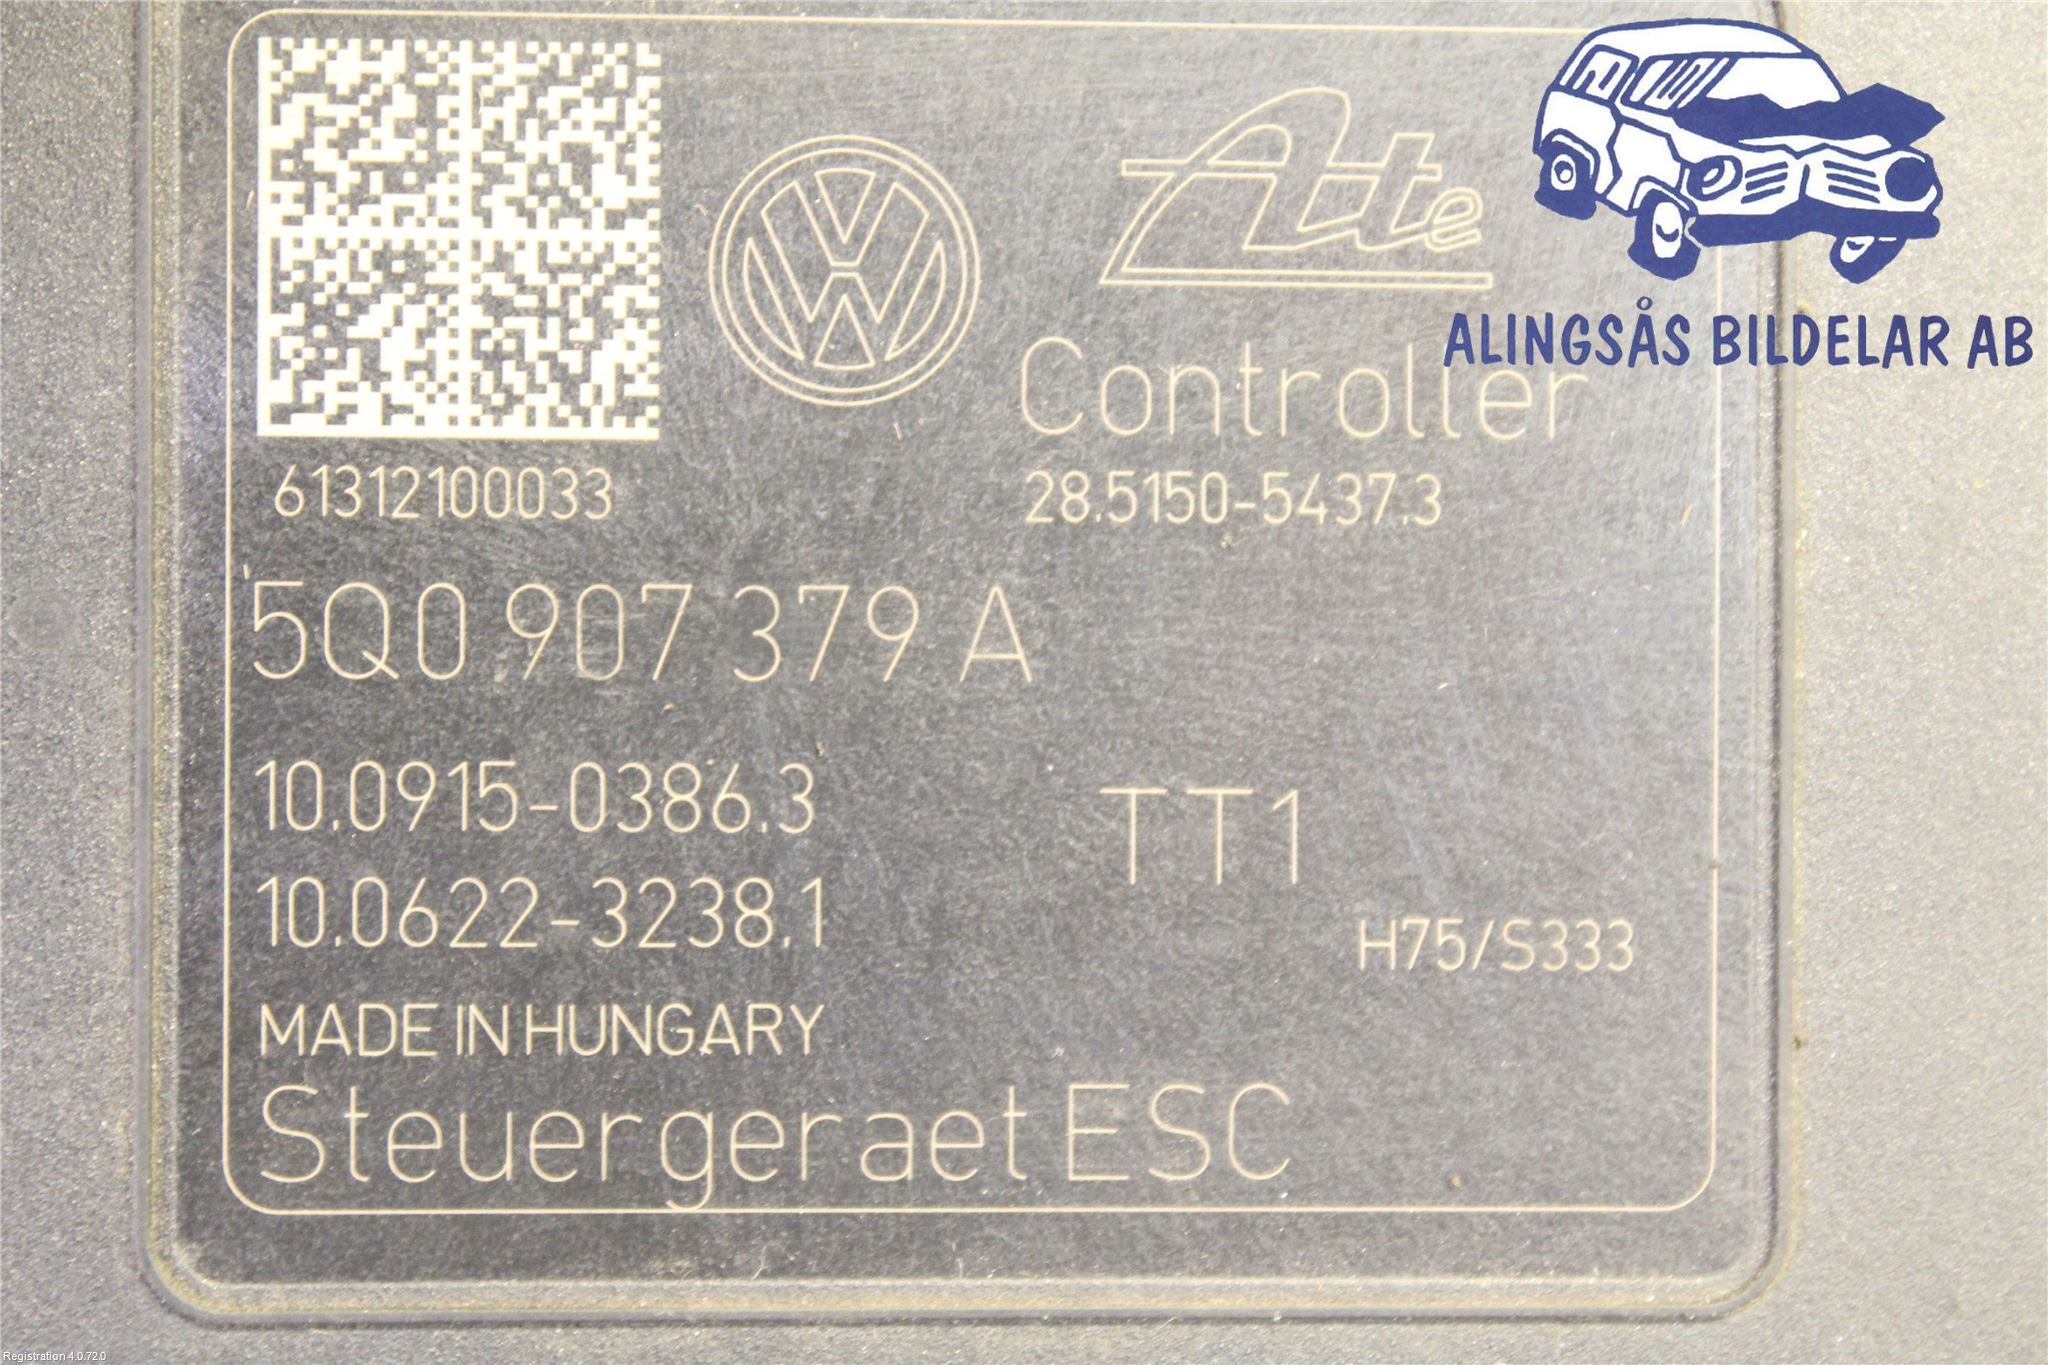 Ate
ALINGSÅS BILDELAR AB
Controller
61312100033
28.5150-5437.3
5Q0 907 379 A
10.0915-0386.3
TT1
10.0622-3238.1
H75/S333
MADE IN HUNGARY
Steuergeraet ESC
Registration 4.0.72.0